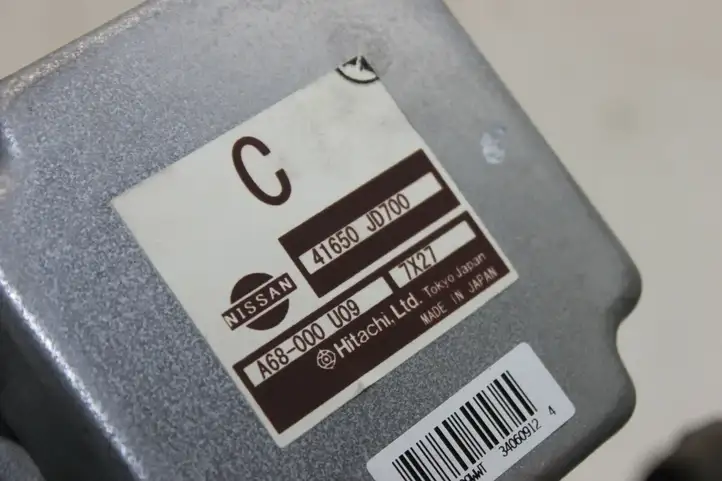 C
41650 JD700
NISSAN
A68-000 U09
7X27
Hitachi, Ltd. Tokyo Japan
MADE IN JAPAN
34060912 4